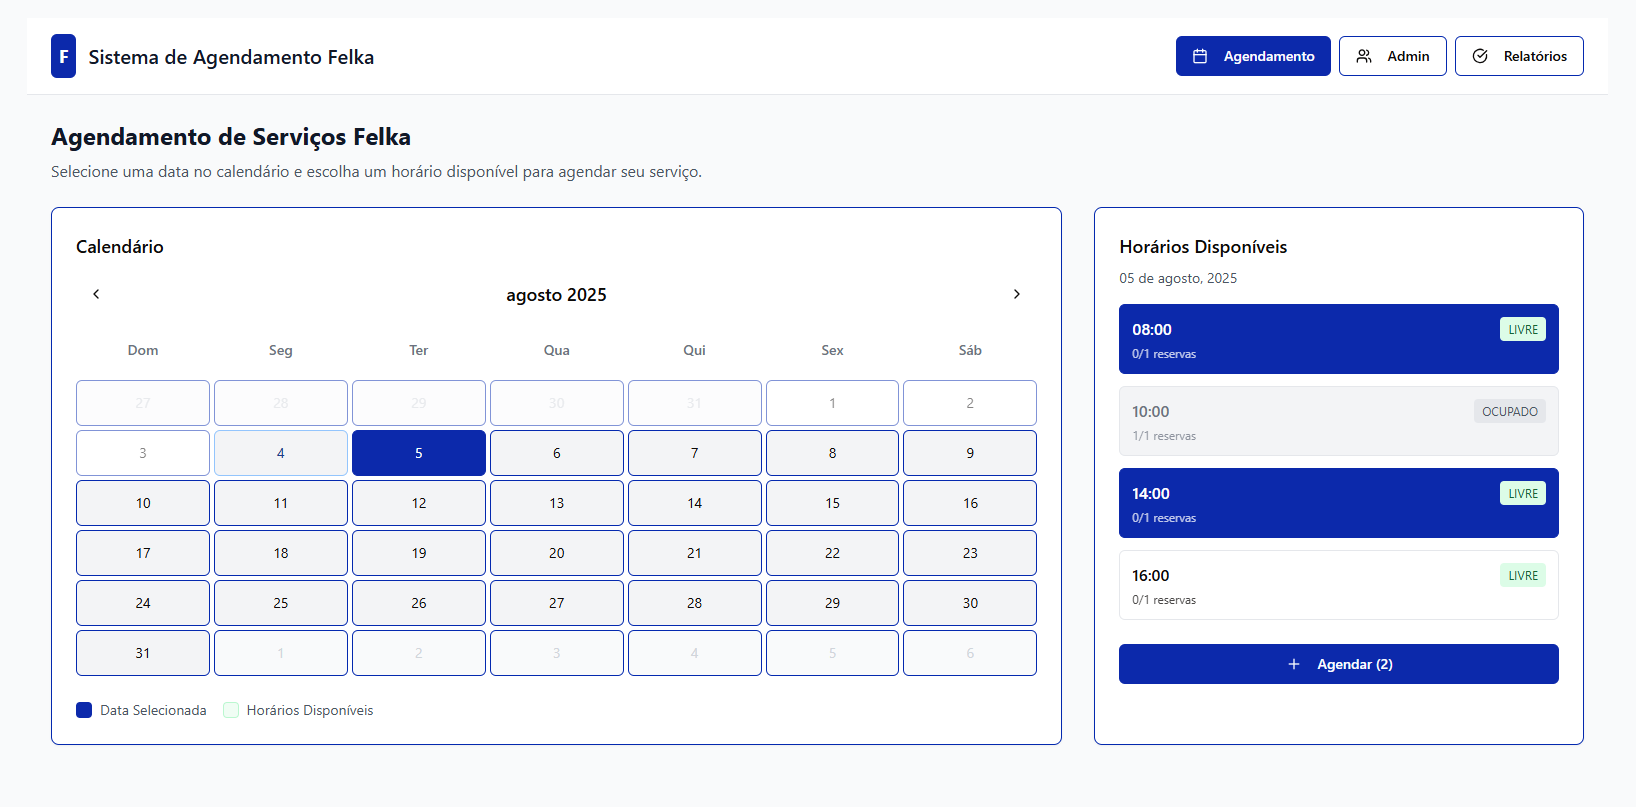 F Sistema de Agendamento Felka Agendamento Admin Relatórios
Agendamento de Serviços Felka
Selecione uma data no calendário e escolha um horário disponível para agendar seu serviço.
Calendário
agosto 2025
Dom Seg Ter Qua Qui Sex Sáb
27 28 29 30 31 1 2
3 4 5 6 7 8 9
10 11 12 13 14 15 16
17 18 19 20 21 22 23
24 25 26 27 28 29 30
31 1 2 3 4 5 6
Data Selecionada Horários Disponíveis
Horários Disponíveis
05 de agosto, 2025
08:00 LIVRE
0/1 reservas
10:00 OCUPADO
1/1 reservas
14:00 LIVRE
0/1 reservas
16:00 LIVRE
0/1 reservas
Agendar (2)